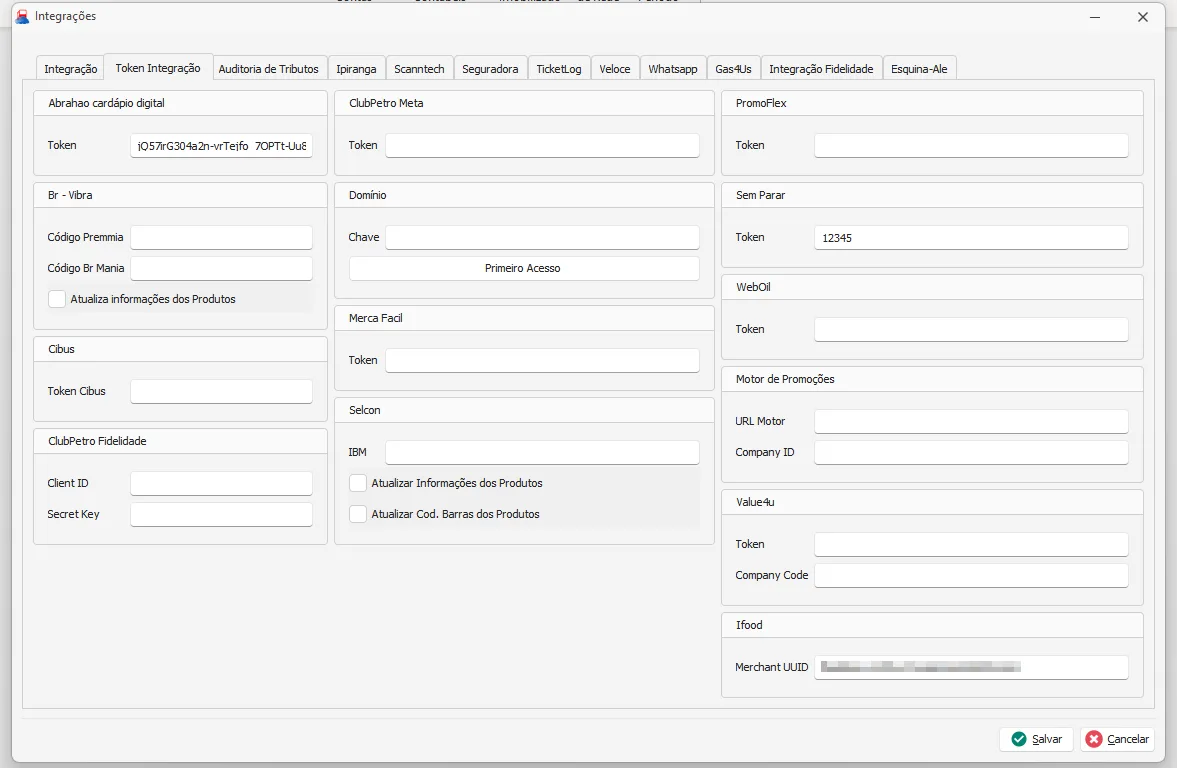 Integrações
Integração
Token Integração
Auditoria de Tributos
Ipiranga
Scanntech
Seguradora
TicketLog
Veloce
Whatsapp
Gas4Us
Integração Fidelidade
Esquina-Ale
Abrahao cardápio digital
Token
Br - Vibra
Código Premmia
Código Br Mania
Atualiza informações dos Produtos
Cibus
Token Cibus
ClubPetro Fidelidade
Client ID
Secret Key
ClubPetro Meta
Token
Domínio
Chave
Primeiro Acesso
Merca Facil
Token
Selcon
IBM
Atualizar Informações dos Produtos
Atualizar Cod. Barras dos Produtos
PromoFlex
Token
Sem Parar
Token 12345
WebOil
Token
Motor de Promoções
URL Motor
Company ID
Value4u
Token
Company Code
Ifood
Merchant UUID
Salvar
Cancelar